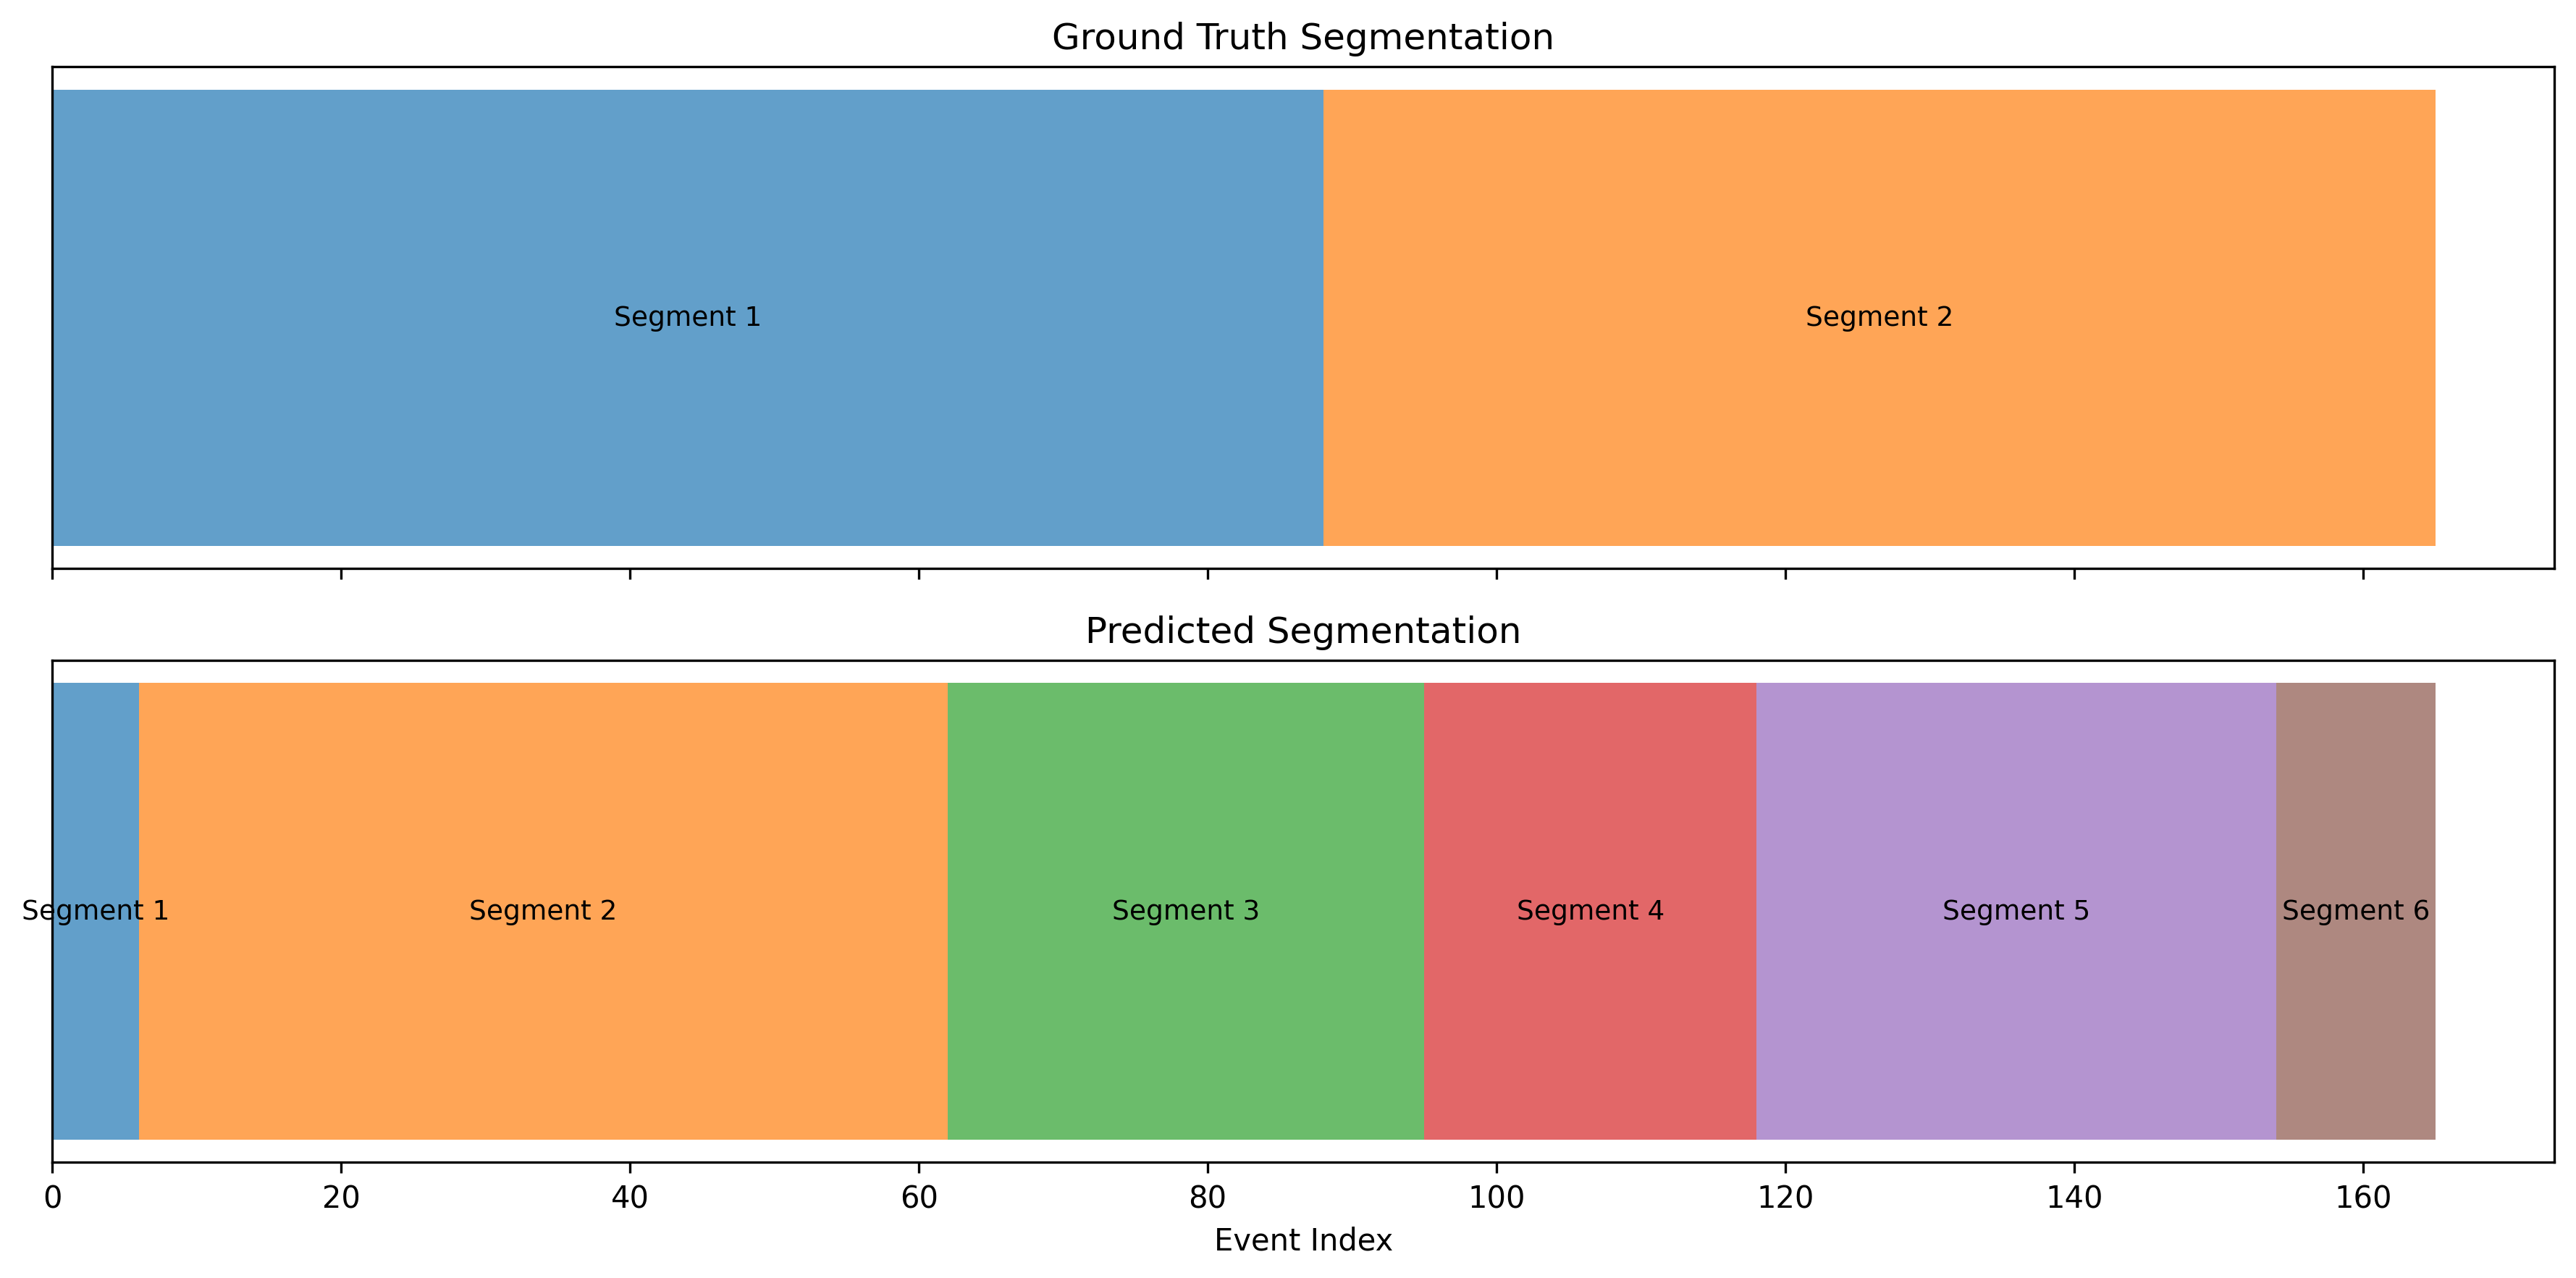 Ground Truth Segmentation
Segment 1 Segment 2
Predicted Segmentation
Segment 1 Segment 2 Segment 3 Segment 4 Segment 5 Segment 6
0 20 40 60 80 100 120 140 160
Event Index